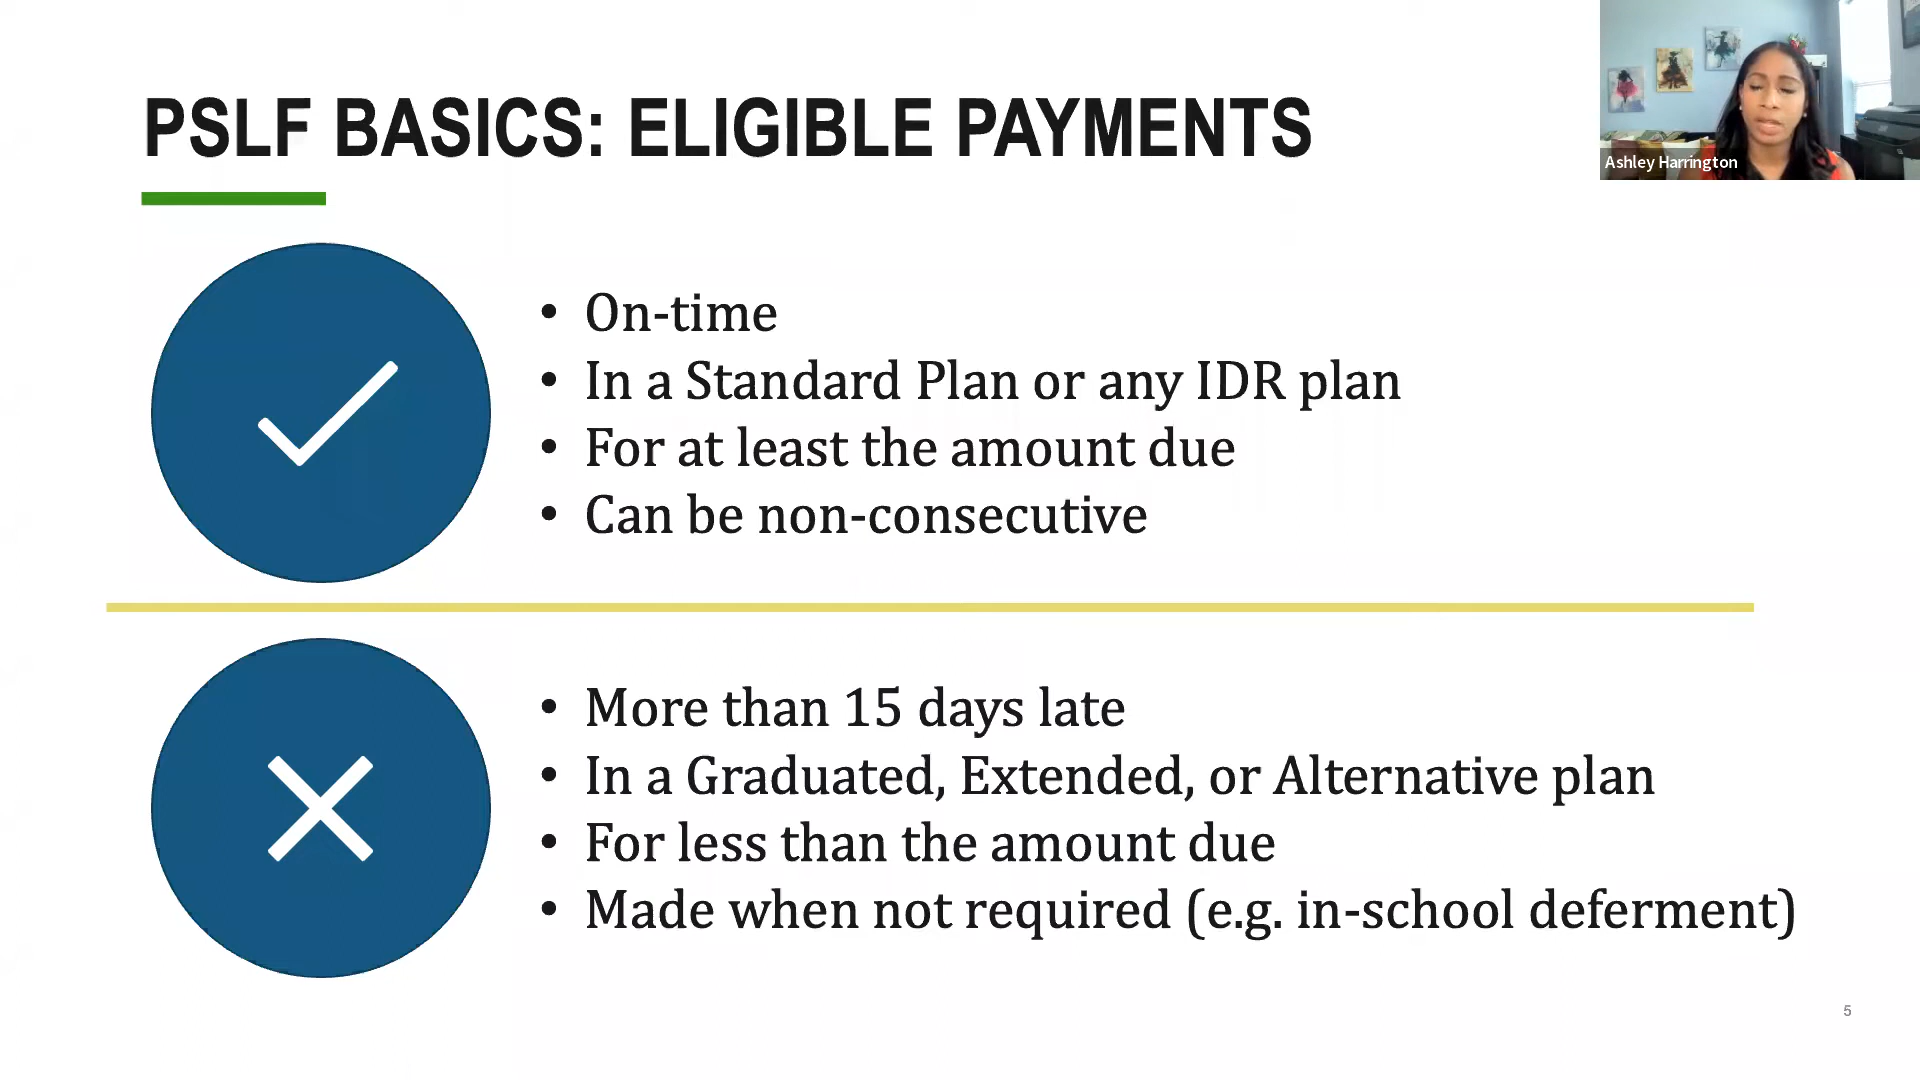 PSLF BASICS: ELIGIBLE PAYMENTS
Ashley Harrington
• On-time
• In a Standard Plan or any IDR plan
• For at least the amount due
• Can be non-consecutive
• More than 15 days late
• In a Graduated, Extended, or Alternative plan
• For less than the amount due
• Made when not required (e.g. in-school deferment)
5